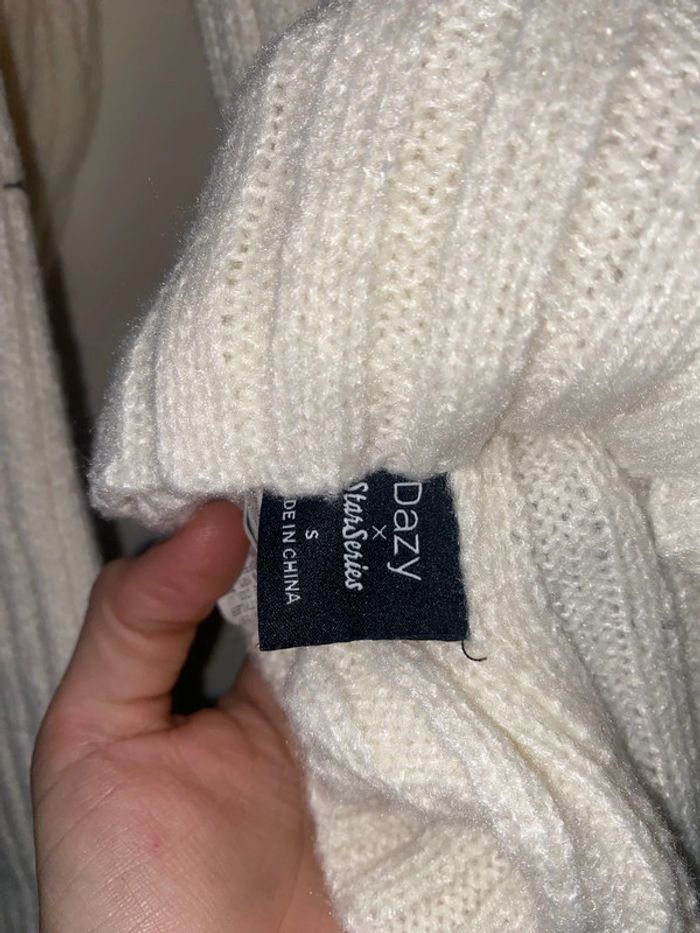 Dazy
×
StarSeries
S
DE IN CHINA